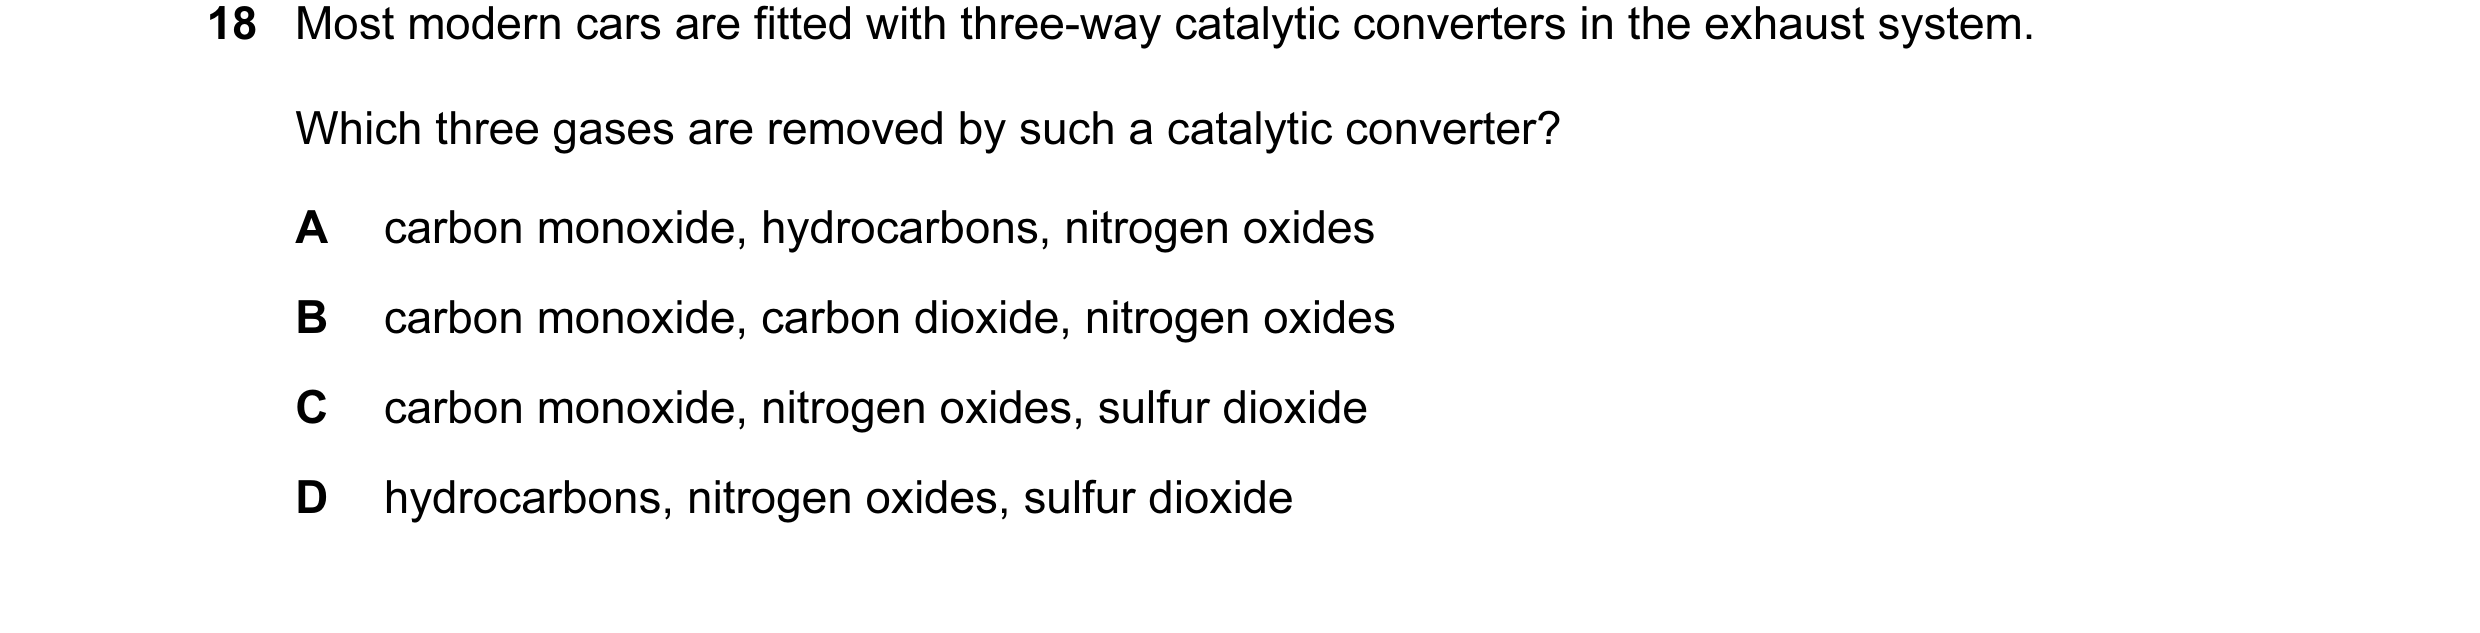 18 Most modern cars are fitted with three-way catalytic converters in the exhaust system.
Which three gases are removed by such a catalytic converter?
A carbon monoxide, hydrocarbons, nitrogen oxides
B carbon monoxide, carbon dioxide, nitrogen oxides
C carbon monoxide, nitrogen oxides, sulfur dioxide
D hydrocarbons, nitrogen oxides, sulfur dioxide